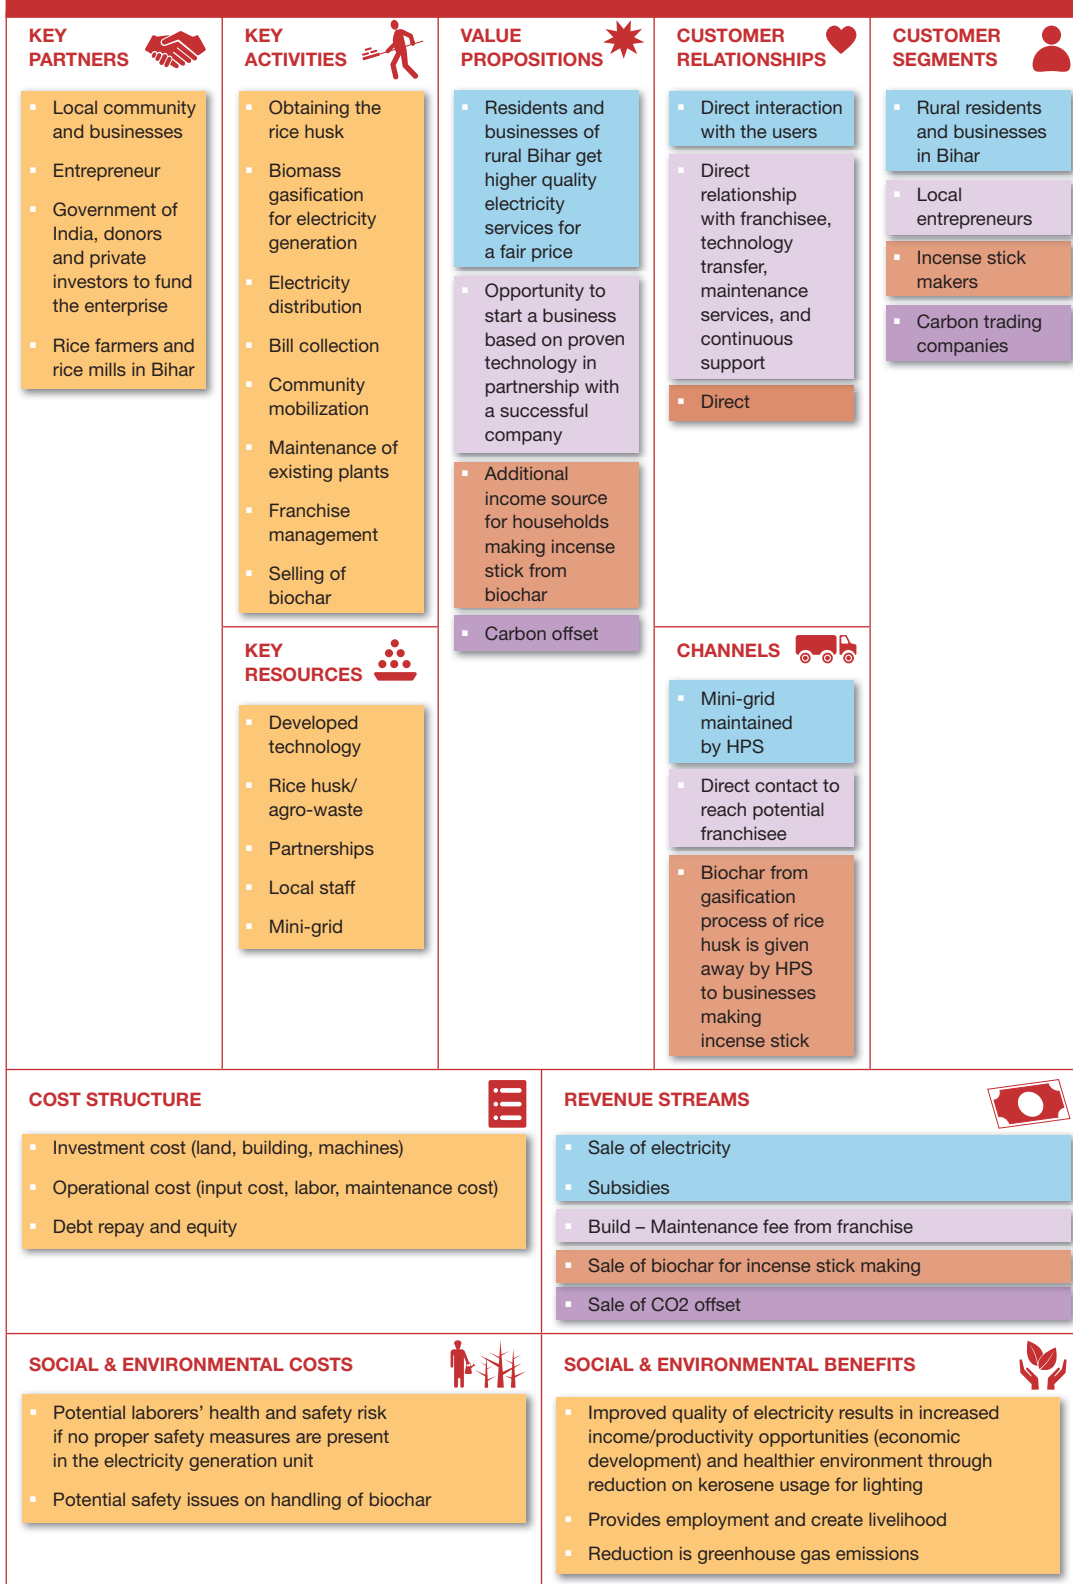 KEY
PARTNERS
Local community
and businesses
Entrepreneur
Government of
India, donors
and private
investors to fund
the enterprise
Rice farmers and
rice mills in Bihar
KEY
ACTIVITIES
Obtaining the
rice husk
Biomass
gasification
for electricity
generation
Electricity
distribution
Bill collection
Community
mobilization
Maintenance of
existing plants
Franchise
management
Selling of
biochar
KEY
RESOURCES
Developed
technology
Rice husk/
agro-waste
Partnerships
Local staff
Mini-grid
VALUE
PROPOSITIONS
Residents and
businesses of
rural Bihar get
higher quality
electricity
services for
a fair price
Opportunity to
start a business
based on proven
technology in
partnership with
a successful
company
Additional
income source
for households
making incense
stick from
biochar
Carbon offset
CUSTOMER
RELATIONSHIPS
Direct interaction
with the users
Direct
relationship
with franchisee,
technology
transfer,
maintenance
services, and
continuous
support
Direct
CHANNELS
Mini-grid
maintained
by HPS
Direct contact to
reach potential
franchisee
Biochar from
gasification
process of rice
husk is given
away by HPS
to businesses
making
incense stick
CUSTOMER
SEGMENTS
Rural residents
and businesses
in Bihar
Local
entrepreneurs
Incense stick
makers
Carbon trading
companies
COST STRUCTURE
Investment cost (land, building, machines)
Operational cost (input cost, labor, maintenance cost)
Debt repay and equity
REVENUE STREAMS
Sale of electricity
Subsidies
Build – Maintenance fee from franchise
Sale of biochar for incense stick making
Sale of CO2 offset
SOCIAL & ENVIRONMENTAL COSTS
Potential laborers’ health and safety risk
if no proper safety measures are present
in the electricity generation unit
Potential safety issues on handling of biochar
SOCIAL & ENVIRONMENTAL BENEFITS
Improved quality of electricity results in increased
income/productivity opportunities (economic
development) and healthier environment through
reduction on kerosene usage for lighting
Provides employment and create livelihood
Reduction is greenhouse gas emissions